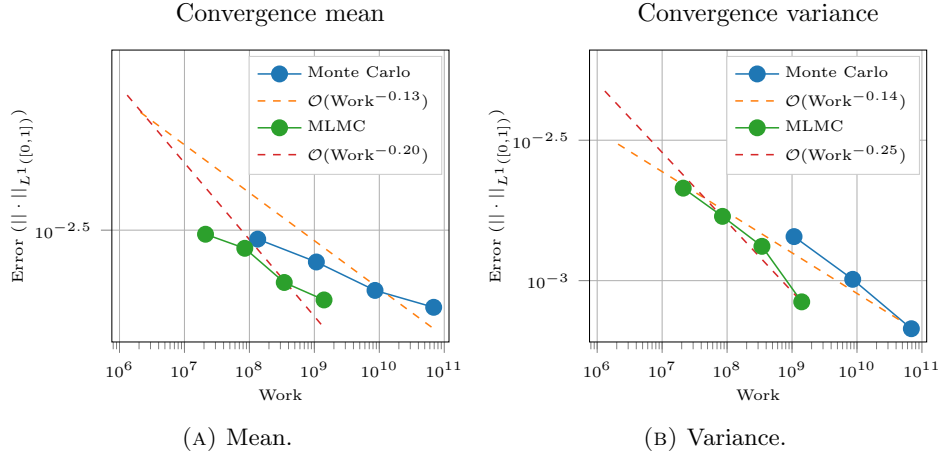 Convergence mean
Error (|| · ||_{L^1([0,1])})
10^{-2.5}
Monte Carlo
O(Work^{-0.13})
MLMC
O(Work^{-0.20})
10^6 10^7 10^8 10^9 10^{10} 10^{11}
Work
(A) Mean.
Convergence variance
Error (|| · ||_{L^1([0,1])})
10^{-2.5}
10^{-3}
Monte Carlo
O(Work^{-0.14})
MLMC
O(Work^{-0.25})
10^6 10^7 10^8 10^9 10^{10} 10^{11}
Work
(B) Variance.